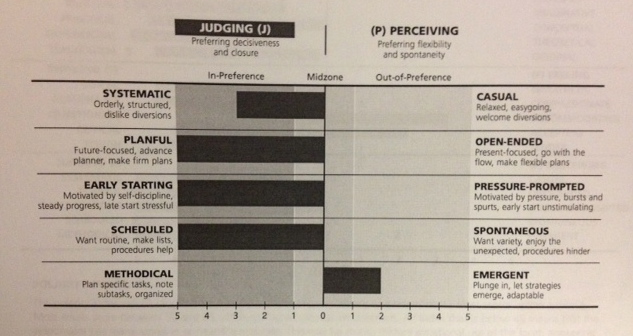 JUDGING (J)
Preferring decisiveness
and closure
(P) PERCEIVING
Preferring flexibility
and spontaneity
In-Preference
Midzone
Out-of-Preference
SYSTEMATIC
Orderly, structured,
dislike diversions
CASUAL
Relaxed, easygoing,
welcome diversions
PLANFUL
Future-focused, advance
planner, make firm plans
OPEN-ENDED
Present-focused, go with the
flow, make flexible plans
EARLY STARTING
Motivated by self-discipline,
steady progress, late start stressful
PRESSURE-PROMPTED
Motivated by pressure, bursts and
spurts, early start unstimulating
SCHEDULED
Want routine, make lists,
procedures help
SPONTANEOUS
Want variety, enjoy the
unexpected, procedures hinder
METHODICAL
Plan specific tasks, note
subtasks, organized
EMERGENT
Plunge in, let strategies
emerge, adaptable
5 4 3 2 1 0 1 2 3 4 5